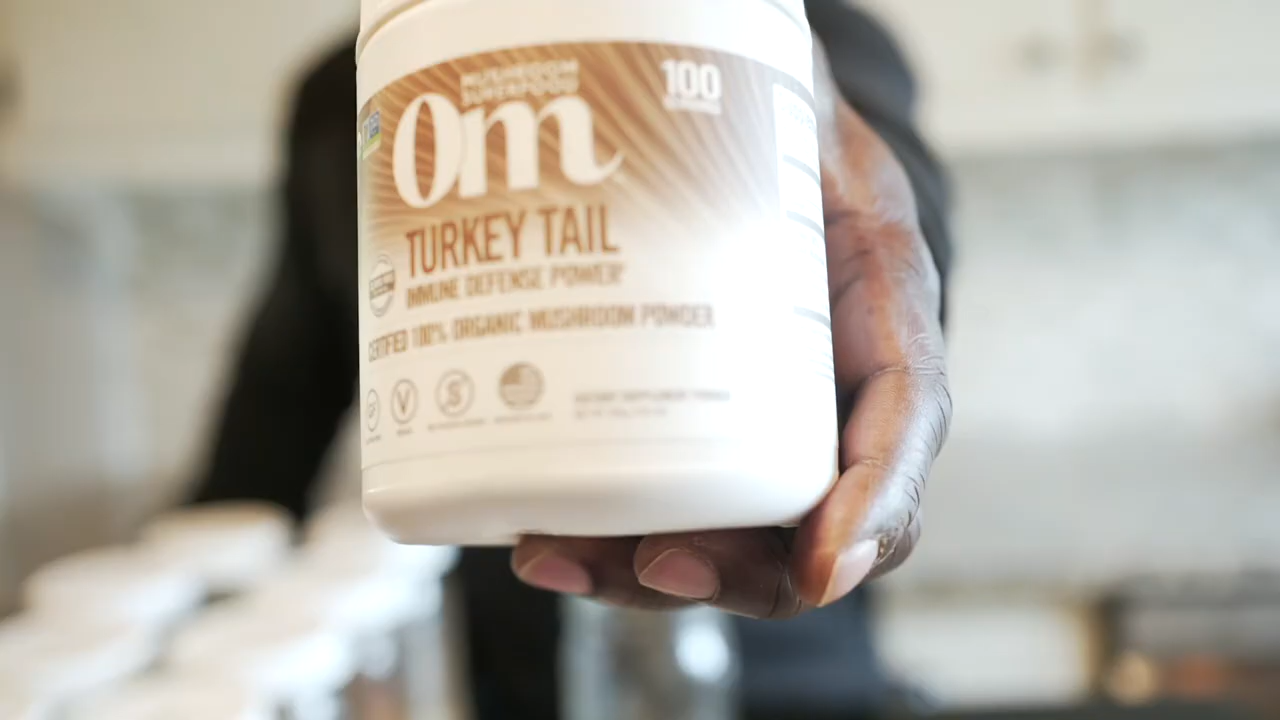 MUSHROOM
SUPERFOOD
Om
100
TURKEY TAIL
IMMUNE DEFENSE POWER
CERTIFIED 100% ORGANIC MUSHROOM POWDER